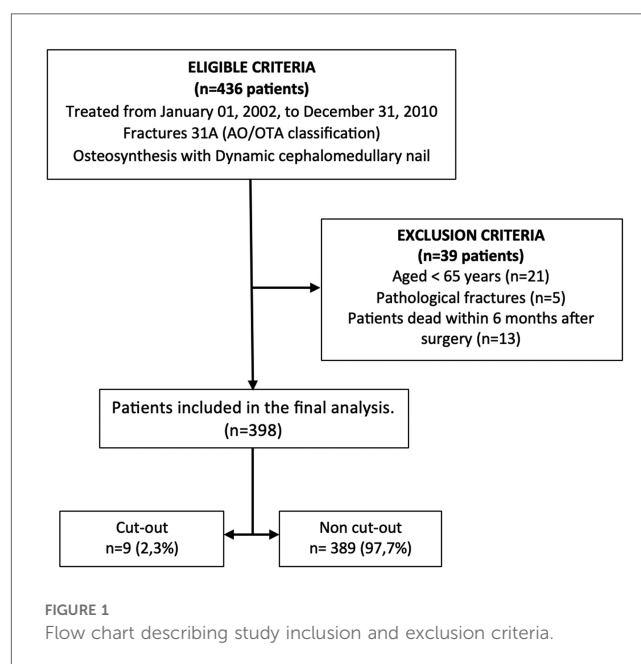 ELIGIBLE CRITERIA
(n=436 patients)
Treated from January 01, 2002, to December 31, 2010
Fractures 31A (AO/OTA classification)
Osteosynthesis with Dynamic cephalomedullary nail
EXCLUSION CRITERIA
(n=39 patients)
Aged < 65 years (n=21)
Pathological fractures (n=5)
Patients dead within 6 months after
surgery (n=13)
Patients included in the final analysis.
(n=398)
Cut-out
n=9 (2,3%)
Non cut-out
n= 389 (97,7%)
FIGURE 1
Flow chart describing study inclusion and exclusion criteria.